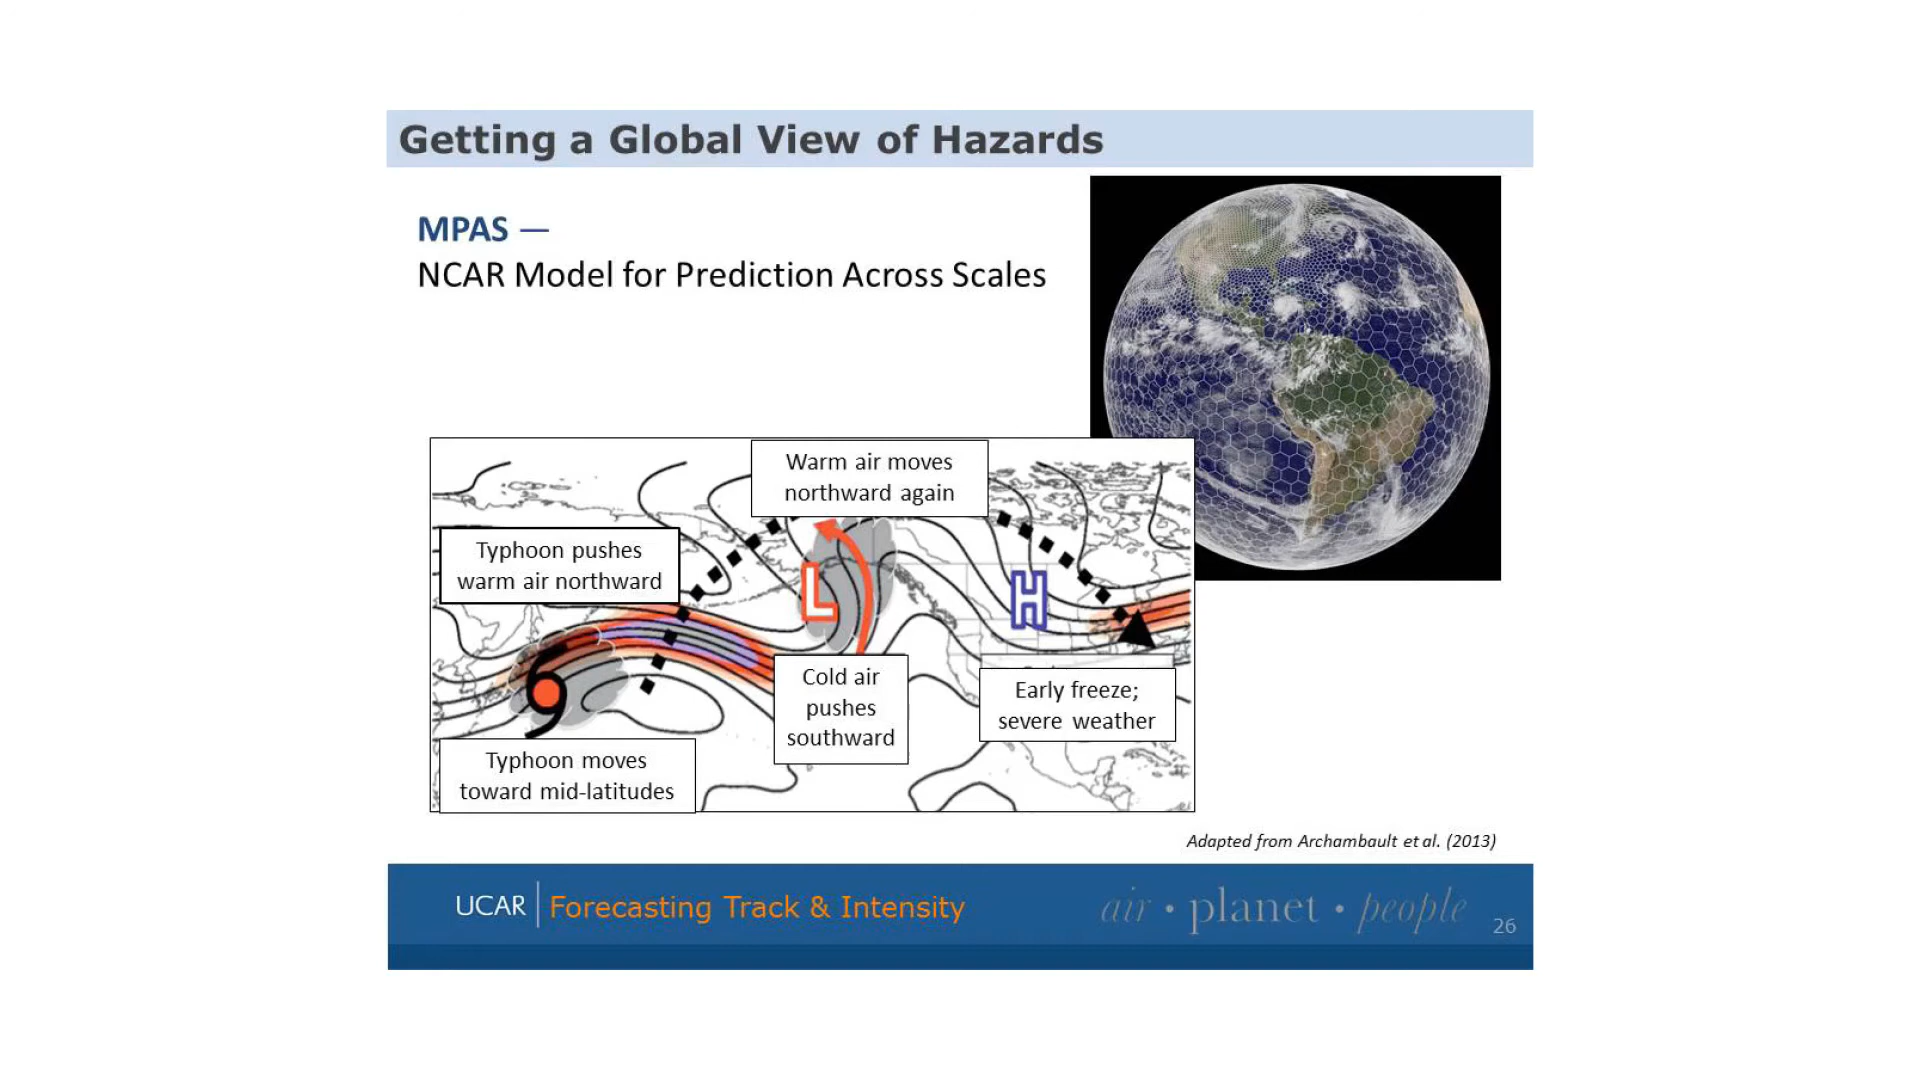 Getting a Global View of Hazards
MPAS —
NCAR Model for Prediction Across Scales
Warm air moves
northward again
Typhoon pushes
warm air northward
L
H
Cold air
pushes
southward
Early freeze;
severe weather
Typhoon moves
toward mid-latitudes
Adapted from Archambault et al. (2013)
UCAR Forecasting Track & Intensity
air • planet • people
26